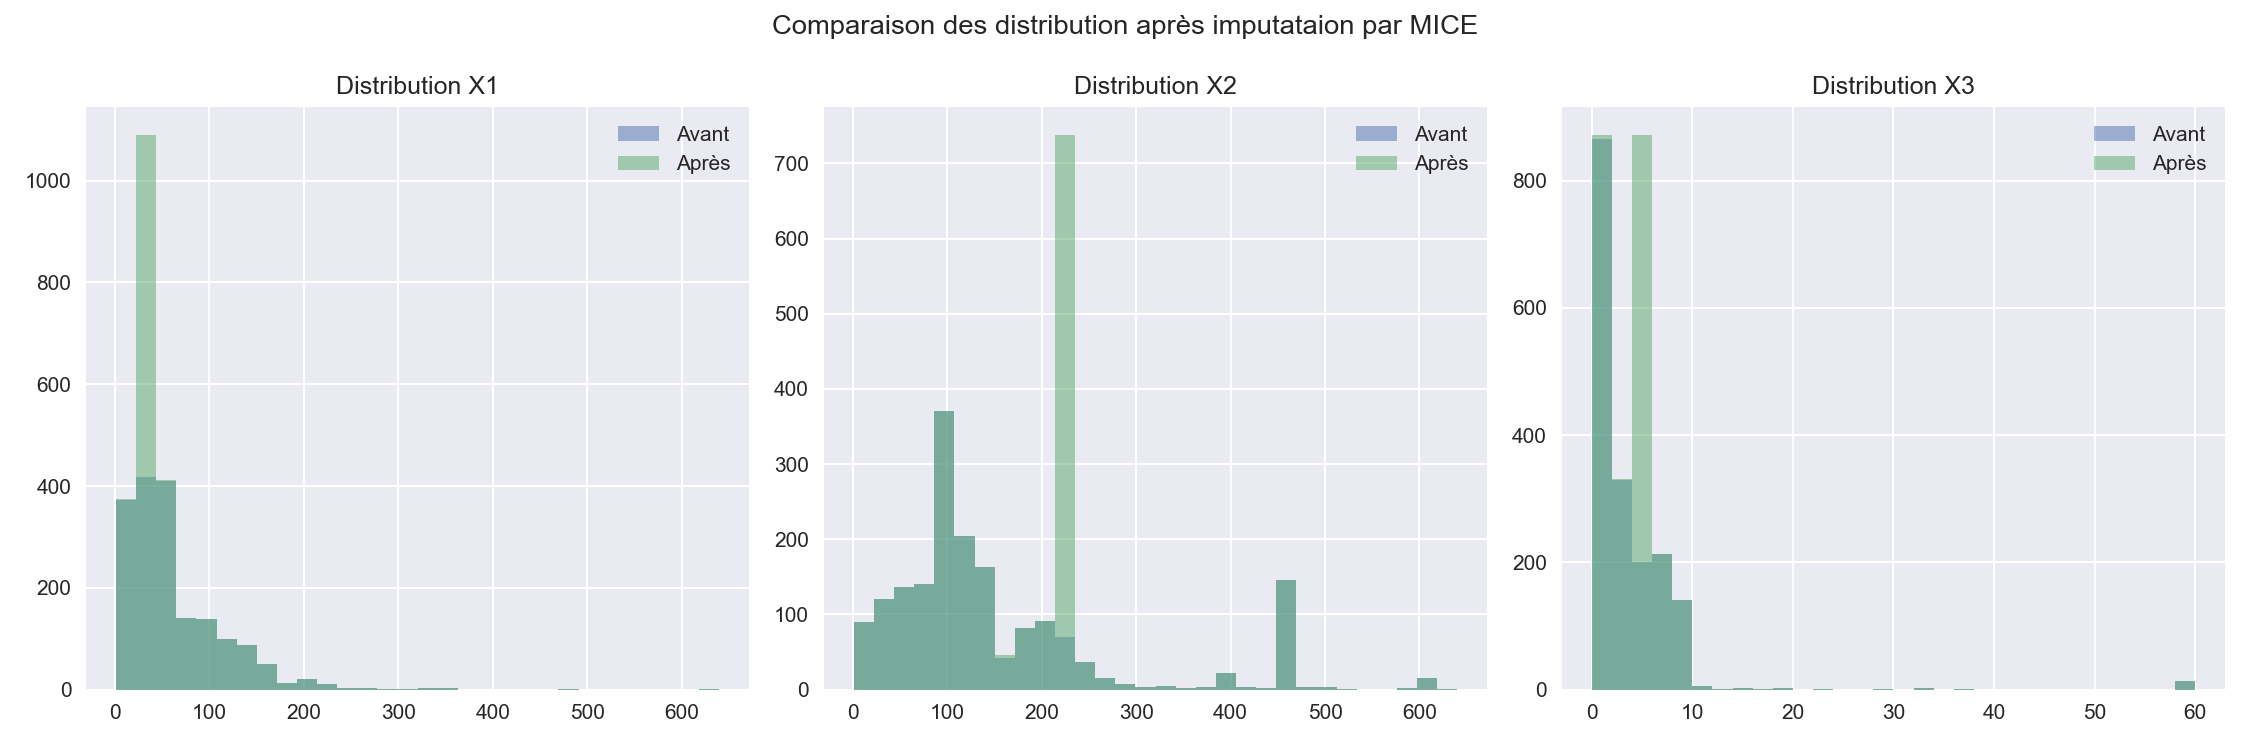 Comparaison des distribution après imputataion par MICE
Distribution X1
Avant
Après
1000
800
600
400
200
0
0 100 200 300 400 500 600
Distribution X2
Avant
Après
700
600
500
400
300
200
100
0
0 100 200 300 400 500 600
Distribution X3
Avant
Après
800
600
400
200
0
0 10 20 30 40 50 60